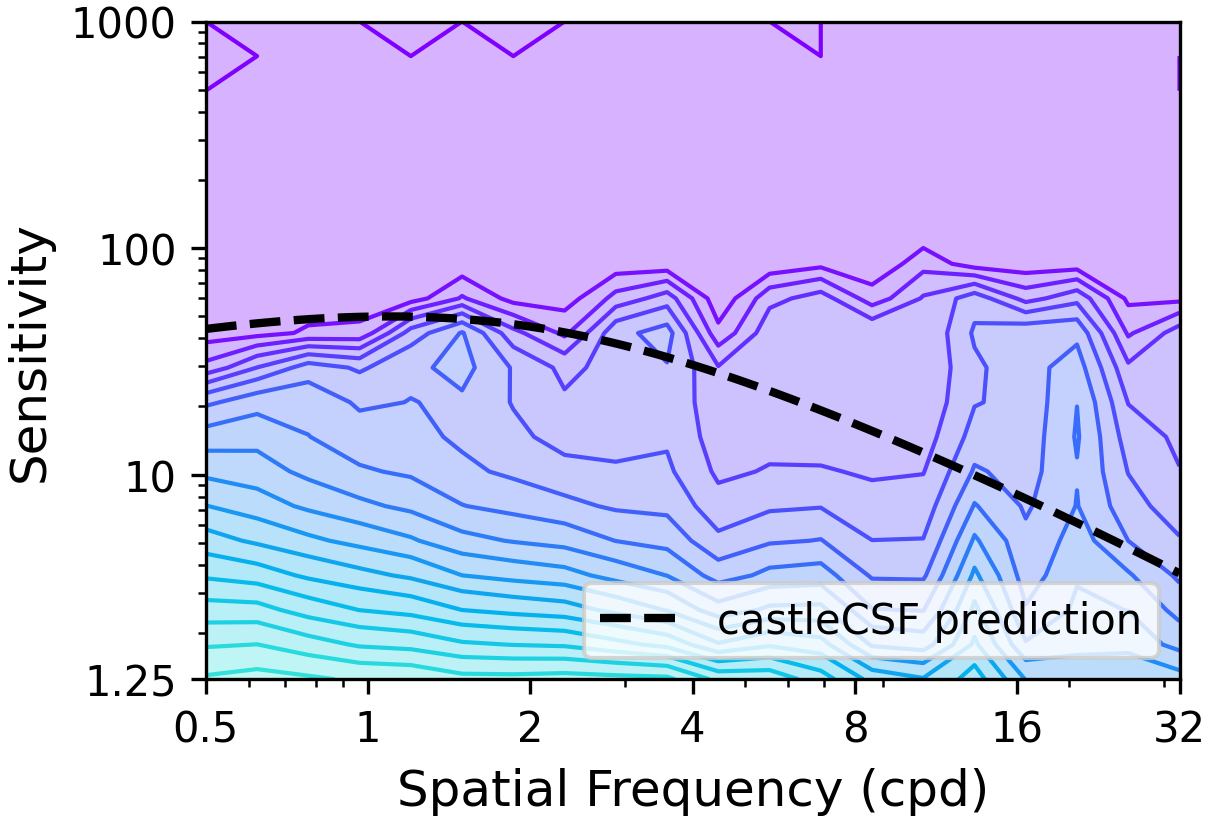 1000
100
10
1.25
Sensitivity
castleCSF prediction
0.5 1 2 4 8 16 32
Spatial Frequency (cpd)